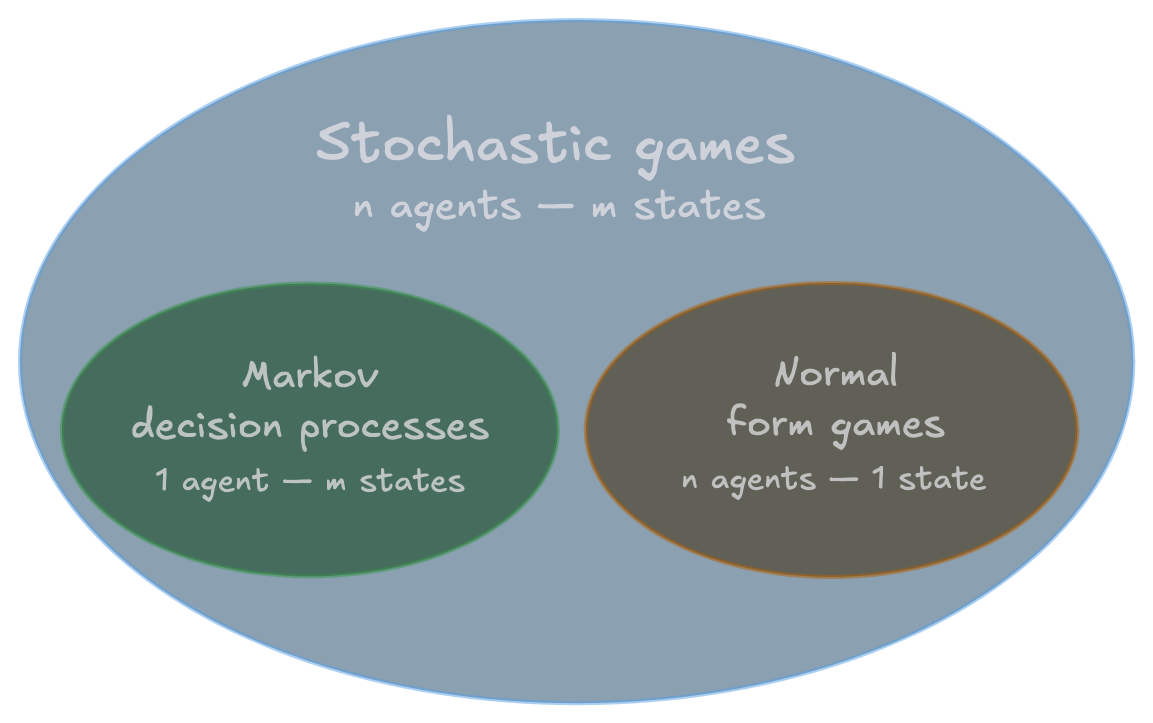 Stochastic games
n agents — m states
Markov
decision processes
1 agent — m states
Normal
form games
n agents — 1 state